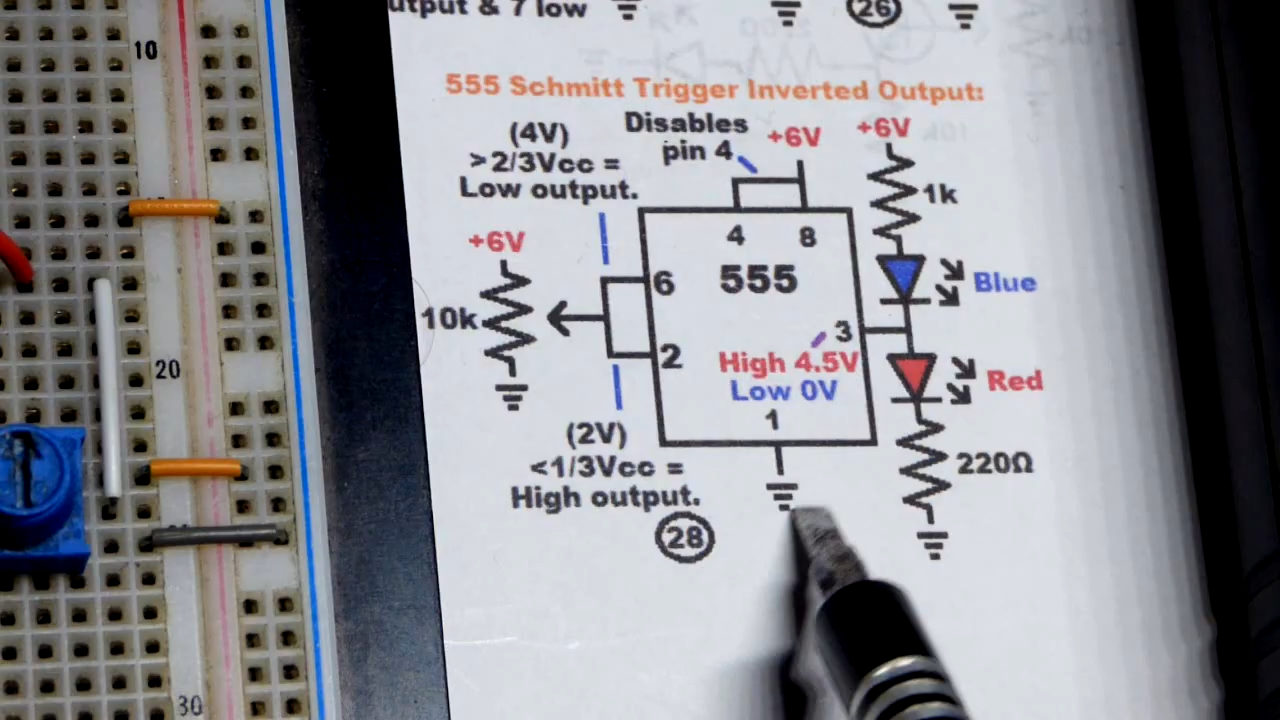 utput & 7 low
26
555 Schmitt Trigger Inverted Output:
(4V)
>2/3Vcc =
Low output.
Disables
pin 4
+6V
+6V
1k
4
8
+6V
6
555
Blue
10k
3
2
High 4.5V
Low 0V
Red
1
(2V)
<1/3Vcc =
High output.
220Ω
28
10
20
30